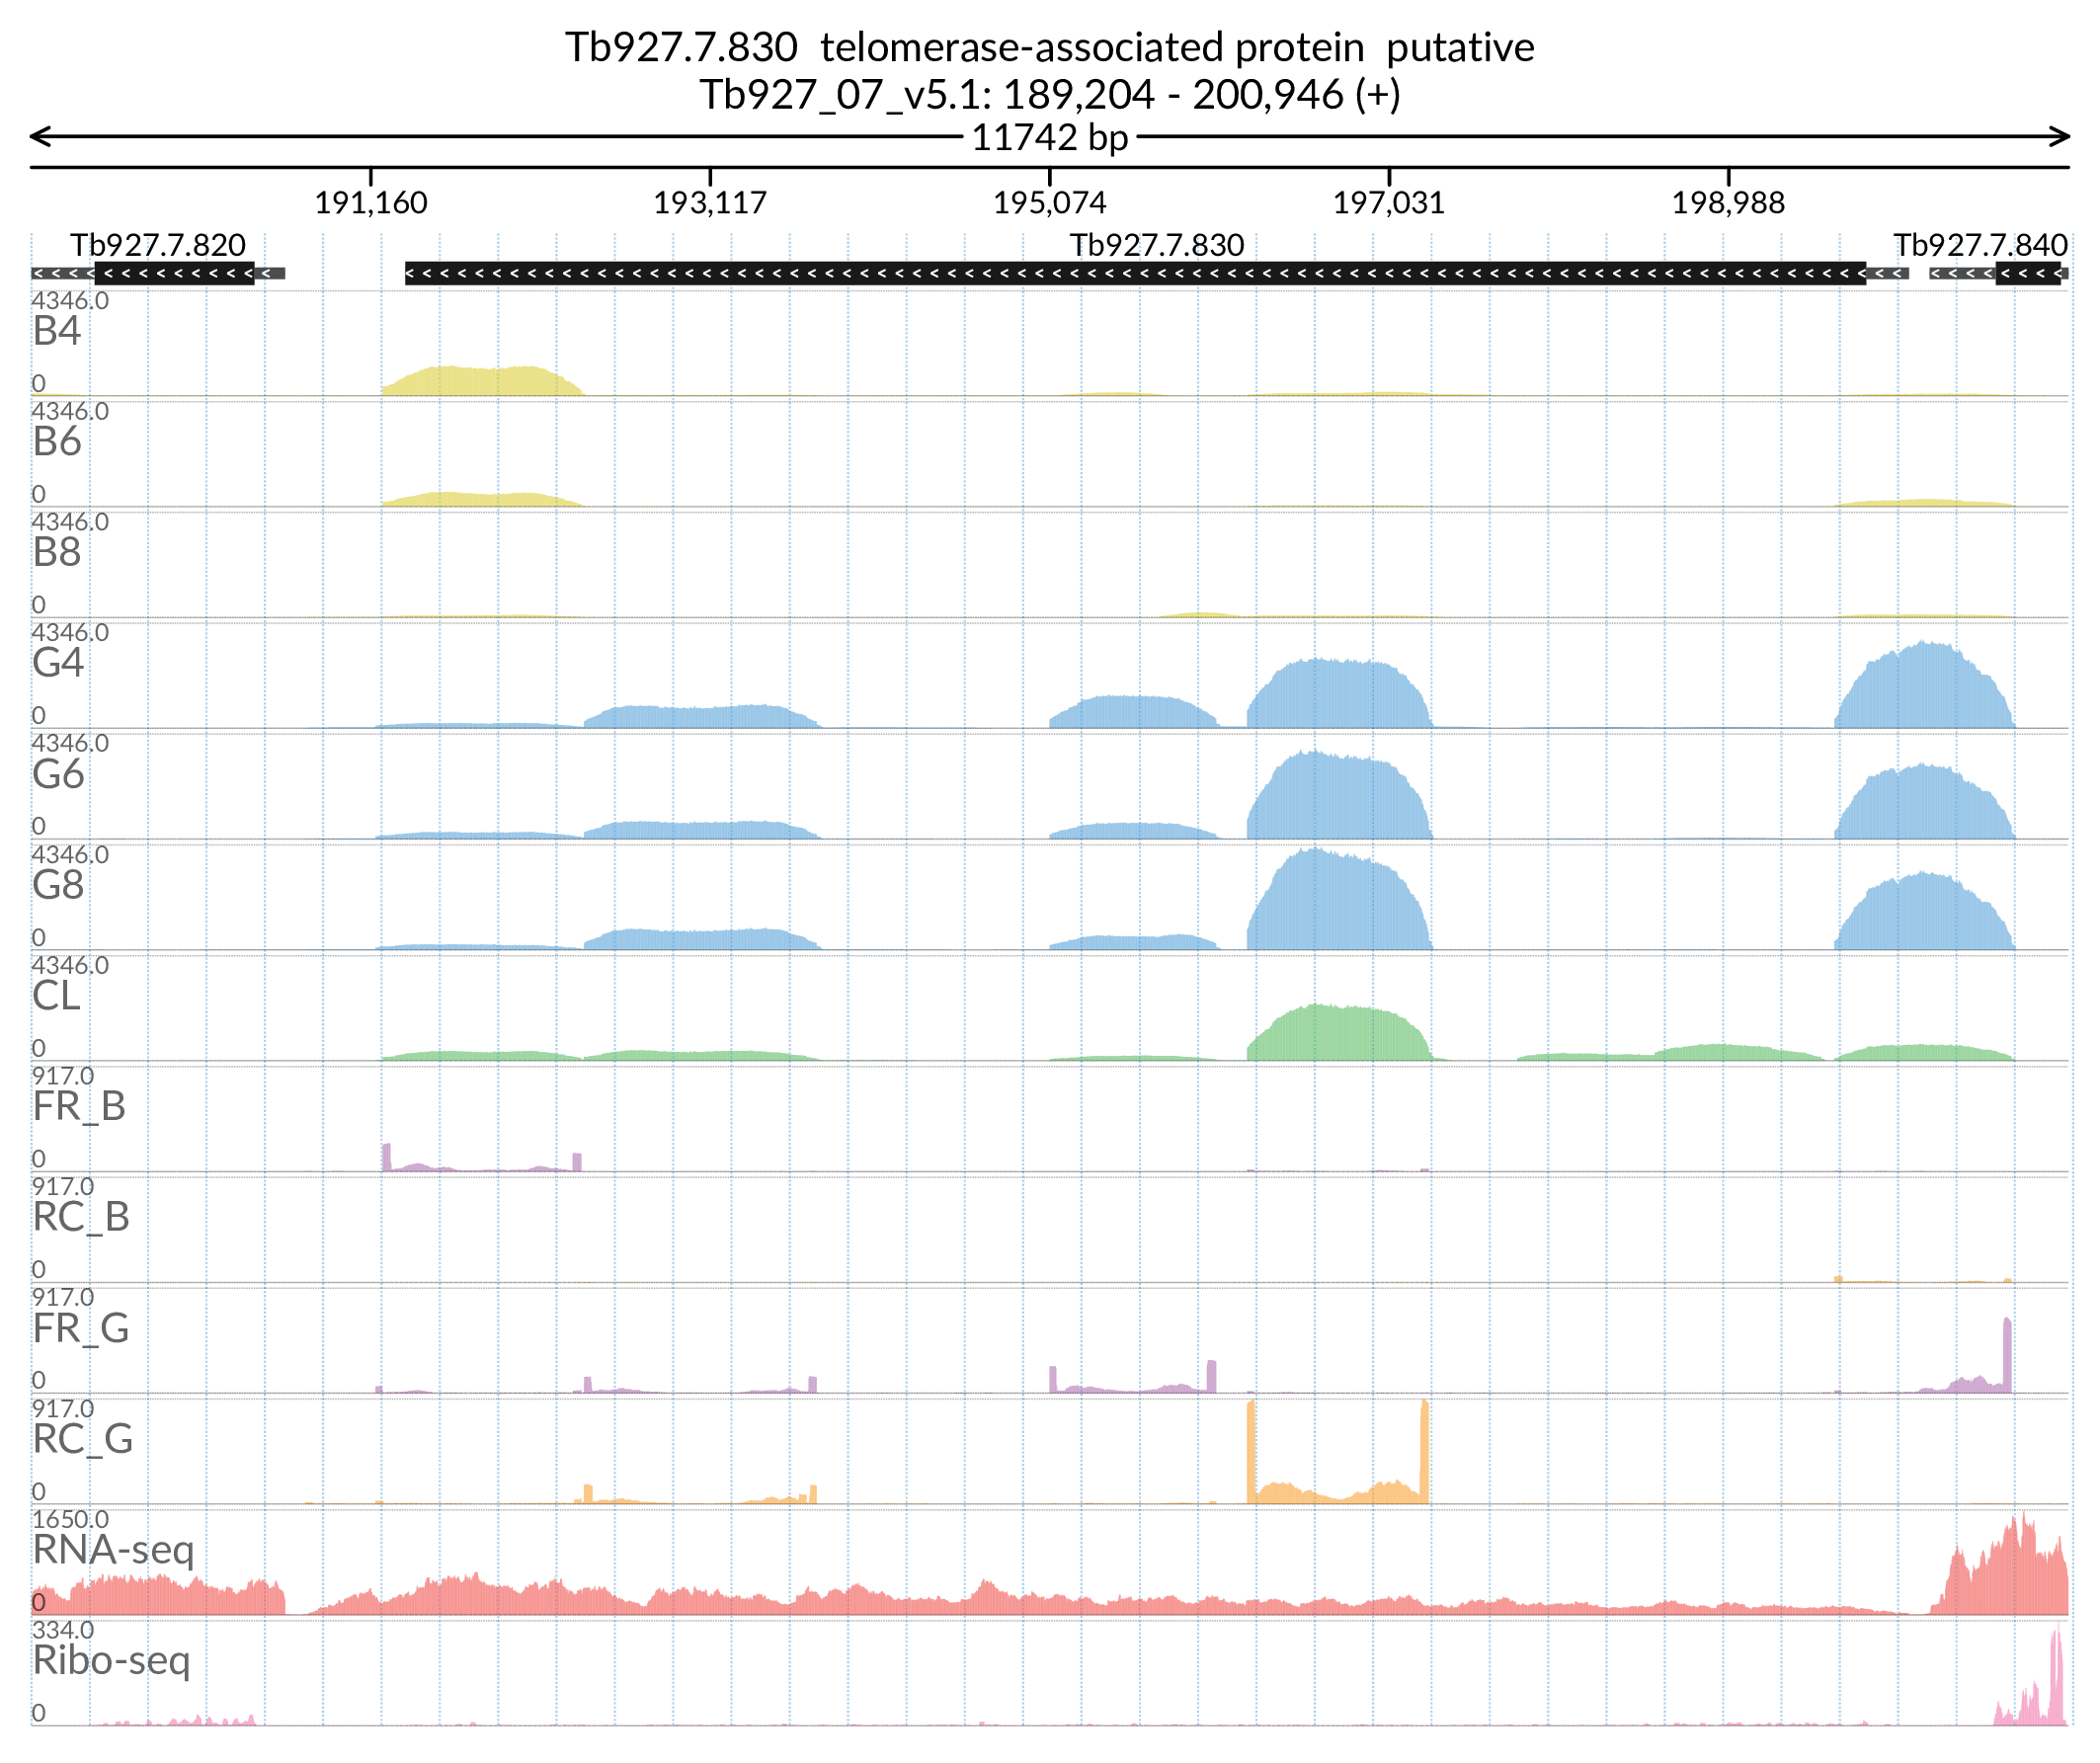 Tb927.7.830 telomerase-associated protein putative
Tb927_07_v5.1: 189,204 - 200,946 (+)
11742 bp
191,160 193,117 195,074 197,031 198,988
Tb927.7.820 Tb927.7.830 Tb927.7.840
4346.0
B4
0
4346.0
B6
0
4346.0
B8
0
4346.0
G4
0
4346.0
G6
0
4346.0
G8
0
4346.0
CL
0
917.0
FR_B
0
917.0
RC_B
0
917.0
FR_G
0
917.0
RC_G
0
1650.0
RNA-seq
0
334.0
Ribo-seq
0